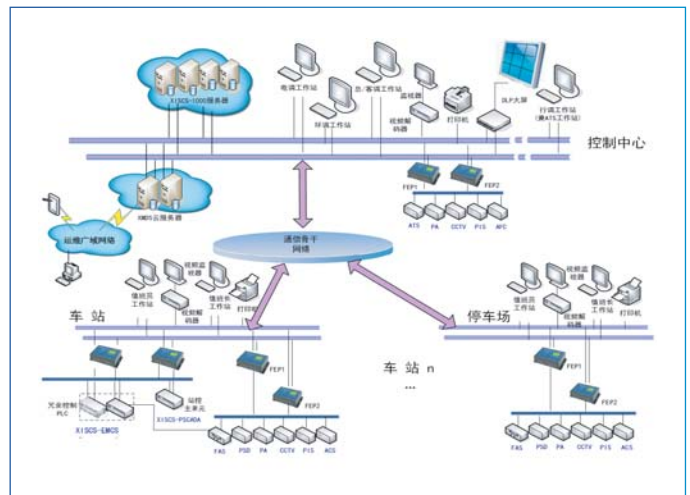 XISCS-1000服务器
电调工作站
环调工作站
总/客调工作站
监视器
视频解
码器
打印机
DLP大屏
行调工作站
(兼ATS工作站)
控制中心
FEP1
FEP2
ATS
PA
CCTV
PIS
AFC
RMDS云服务器
运维广域网络
通信骨干
网络
车 站
值班员
工作站
视频监
视器
视频解
码器
值班长
工作站
打印机
FEP1
FEP2
冗余控制
PLC
XISCS-EMCS
站控
主单元
XISCS-PSCADA
FAS
PSD
PA
CCTV
PIS
ACS
车 站 n
...
停车场
值班员
工作站
视频监
视器
视频解
码器
值班长
工作站
打印机
FEP1
FEP2
FAS
PSD
PA
CCTV
PIS
ACS